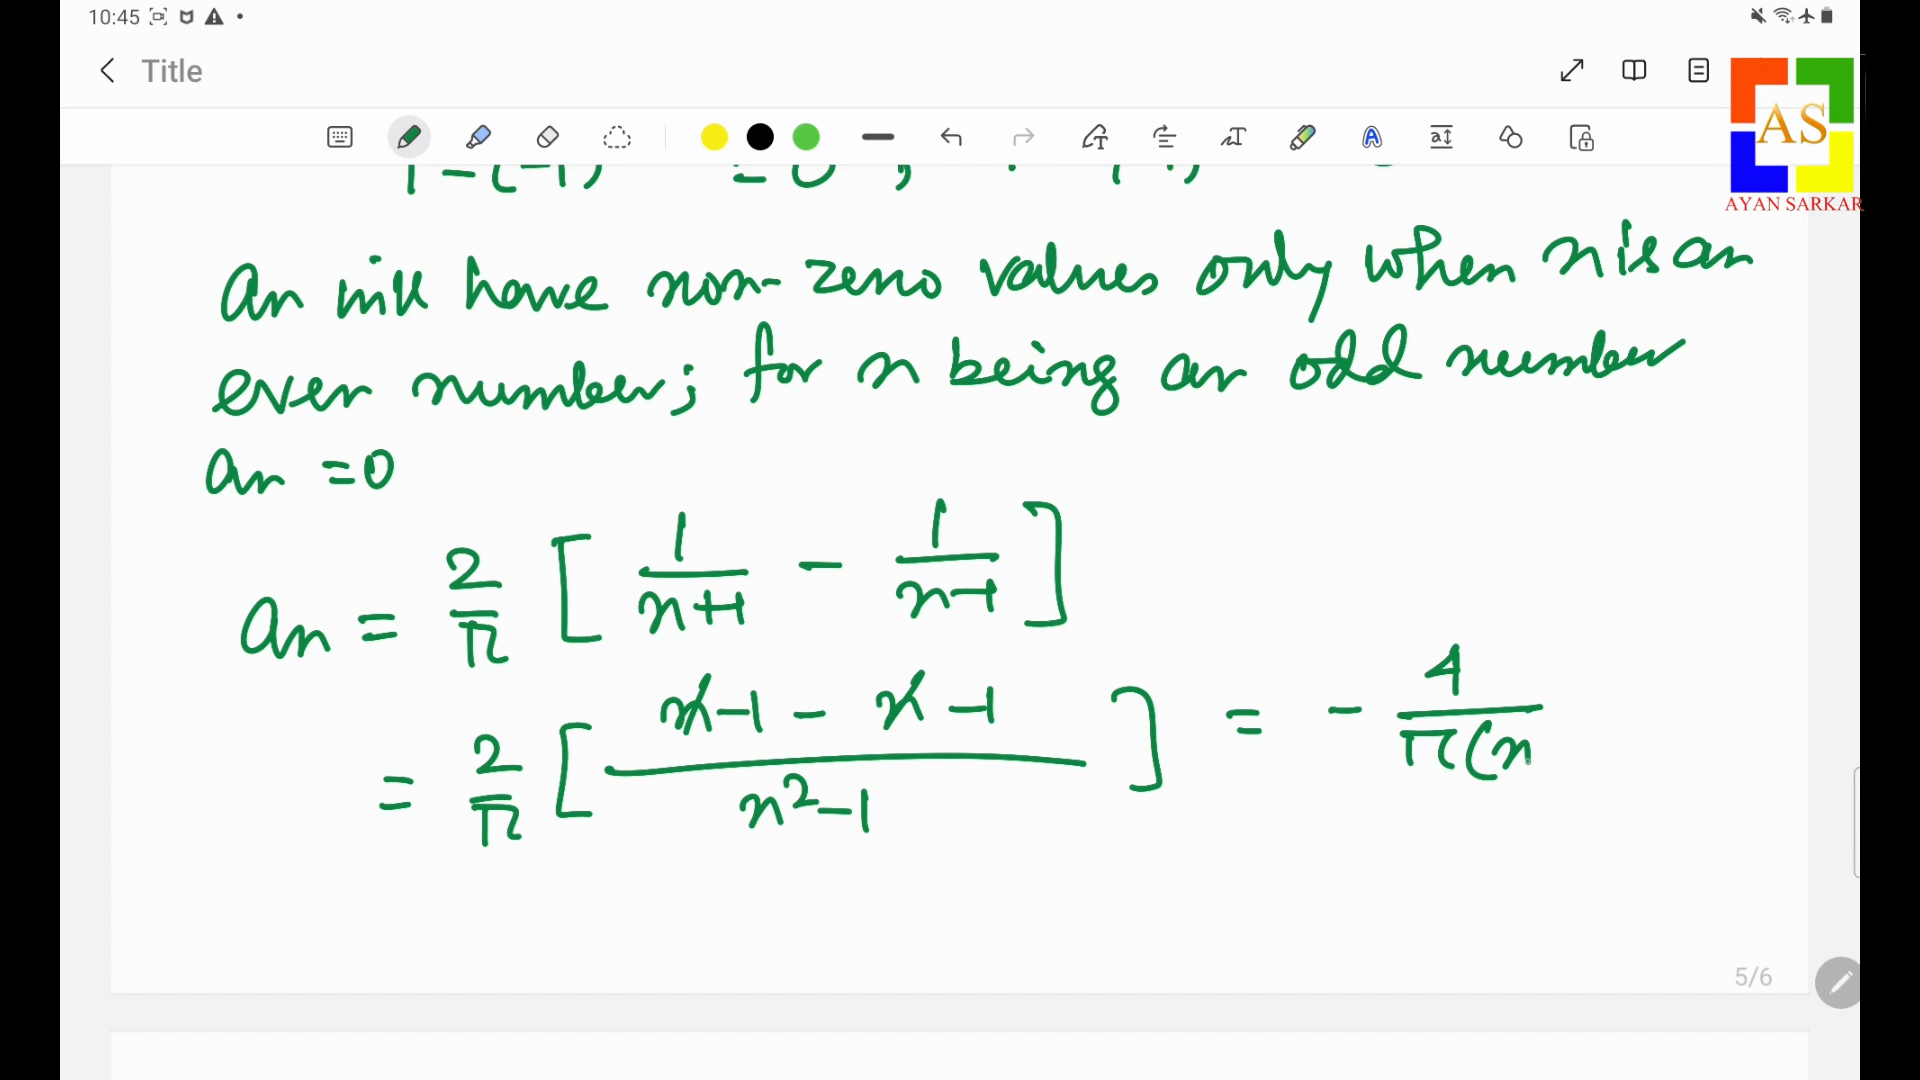 10:45
Title
AS
AYAN SARKAR
an will have non-zero values only when n is an
even number; for n being an odd number
an = 0
an = 2/π [ 1/n+1 - 1/n-1 ]
= 2/π [ n-1 - n-1 / n²-1 ] = - 4/π(n
5/6